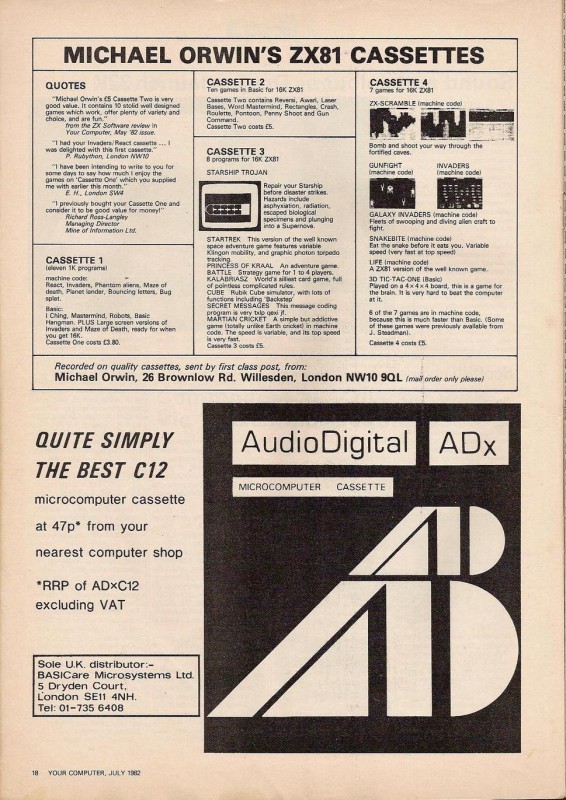 MICHAEL ORWIN'S ZX81 CASSETTES
QUOTES
"Michael Orwin's £5 Cassette Two is very
good value. It contains 10 stolid well designed
games which work, offer plenty of variety and
choice, and are fun."
from the ZX Software review in
Your Computer, May '82 issue.
"I had your Invaders/React cassette ... I
was delighted with this first cassette."
P. Rubython, London NW10
"I have been intending to write to you for
some days to say how much I enjoy the
games on 'Cassette One' which you supplied
me with earlier this month."
E. H., London SW4
"I previously bought your Cassette One and
consider it to be good value for money!"
Richard Ross-Langley
Managing Director
Mine of Information Ltd.
CASSETTE 1
(eleven 1K programs)
machine code:
React, Invaders, Phantom aliens, Maze of
death, Planet lander, Bouncing letters, Bug
splat.
Basic:
I Ching, Mastermind, Robots, Basic
Hangman. PLUS Large screen versions of
Invaders and Maze of Death, ready for when
you get 16K.
Cassette One costs £3.80.
CASSETTE 2
Ten games in Basic for 16K ZX81
Cassette Two contains Reversi, Awari, Laser
Bases, Word Mastermind, Rectangles, Crash,
Roulette, Pontoon, Penny Shoot and Gun
Command.
Cassette Two costs £5.
CASSETTE 3
8 programs for 16K ZX81
STARSHIP TROJAN
Repair your Starship
before disaster strikes.
Hazards include
asphyxiation, radiation,
escaped biological
specimens and plunging
into a Supernova.
STARTREK This version of the well known
space adventure game features variable
Klingon mobility, and graphic photon torpedo
tracking.
PRINCESS OF KRAAL An adventure game.
BATTLE Strategy game for 1 to 4 players.
KALABRIASZ World's silliest card game, full
of pointless complicated rules.
CUBE Rubik Cube simulator, with lots of
functions including 'Backstep'
SECRET MESSAGES This message coding
program is very txlp qexi jf.
MARTIAN CRICKET A simple but addictive
game (totally unlike Earth cricket) in machine
code. The speed is variable, and its top speed
is very fast.
Cassette 3 costs £5.
CASSETTE 4
7 games for 16K ZX81
ZX-SCRAMBLE (machine code)
Bomb and shoot your way through the
fortified caves.
GUNFIGHT INVADERS
(machine code) (machine code)
GALAXY INVADERS (machine code)
Fleets of swooping and diving alien craft to
fight.
SNAKEBITE (machine code)
Eat the snake before it eats you. Variable
speed (very fast at top speed)
LIFE (machine code)
A ZX81 version of the well known game.
3D TIC-TAC-ONE (Basic)
Played on a 4×4×4 board, this is a game for
the brain. It is very hard to beat the computer
at it.
6 of the 7 games are in machine code,
because this is much faster than Basic. (Some
of these games were previously available from
J. Steadman).
Cassette 4 costs £5.
Recorded on quality cassettes, sent by first class post, from:
Michael Orwin, 26 Brownlow Rd. Willesden, London NW10 9QL (mail order only please)
QUITE SIMPLY
THE BEST C12
microcomputer cassette
at 47p* from your
nearest computer shop
*RRP of AD×C12
excluding VAT
Sole U.K. distributor:-
BASICare Microsystems Ltd.
5 Dryden Court,
London SE11 4NH.
Tel: 01-735 6408
AudioDigital ADx
MICROCOMPUTER CASSETTE
AD
AD
18 YOUR COMPUTER, JULY 1982